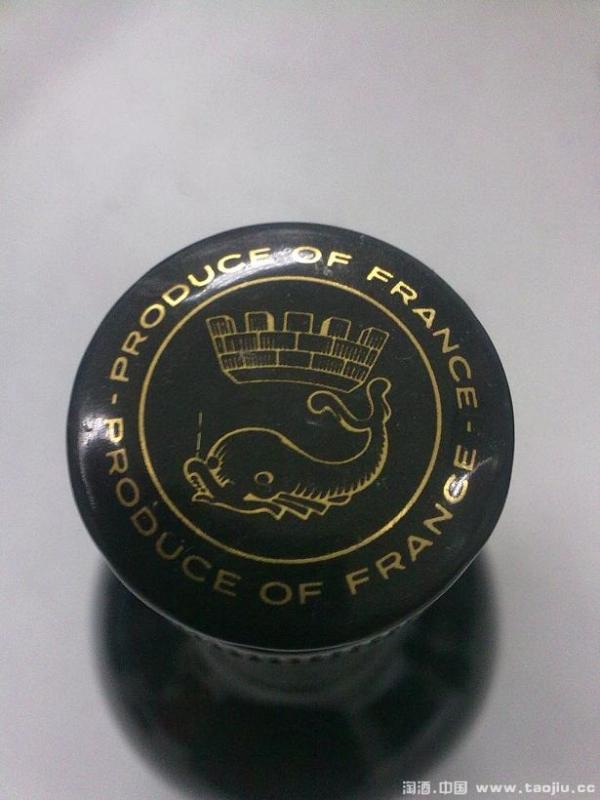 - PRODUCE OF FRANCE -
PRODUCE OF FRANCE
淘酒.中国 www.taojiu.cc